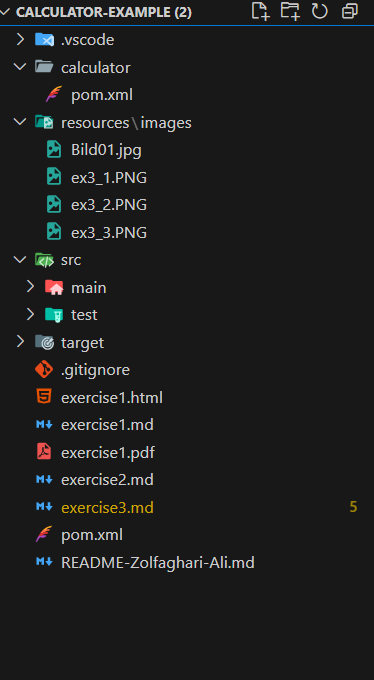 CALCULATOR-EXAMPLE (2)
.vscode
calculator
pom.xml
resources\images
Bild01.jpg
ex3_1.PNG
ex3_2.PNG
ex3_3.PNG
src
main
test
target
.gitignore
exercise1.html
exercise1.md
exercise1.pdf
exercise2.md
exercise3.md 5
pom.xml
README-Zolfaghari-Ali.md